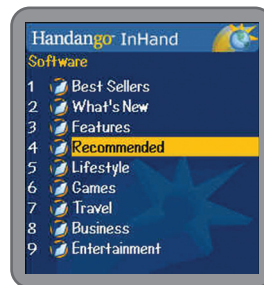 Handango InHand
Software
1 Best Sellers
2 What's New
3 Features
4 Recommended
5 Lifestyle
6 Games
7 Travel
8 Business
9 Entertainment